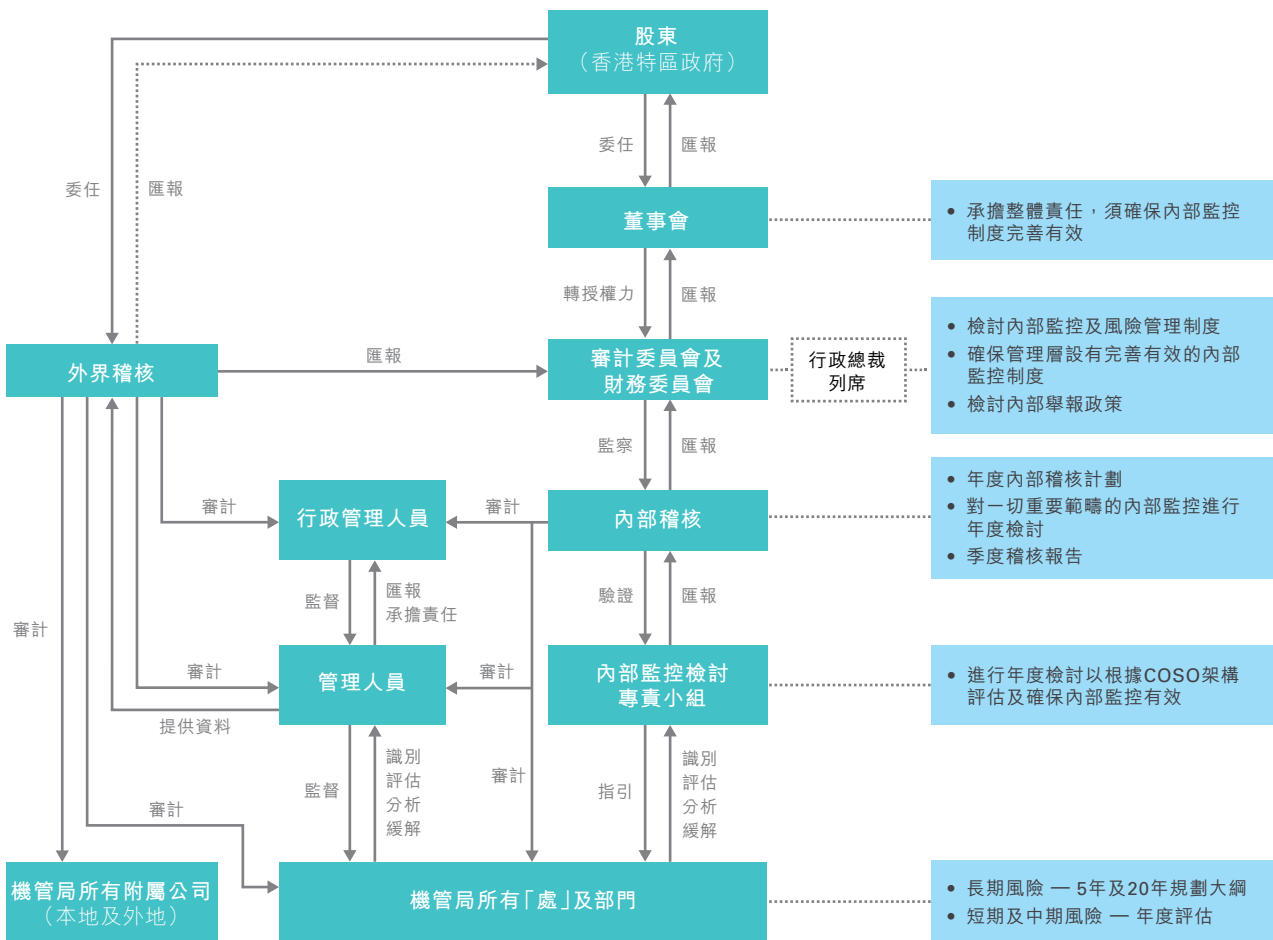 股東
（香港特區政府）
委任
匯報
委任
匯報
董事會
• 承擔整體責任，須確保內部監控
制度完善有效
轉授權力
匯報
外界稽核
匯報
審計委員會及
財務委員會
行政總裁
列席
• 檢討內部監控及風險管理制度
• 確保管理層設有完善有效的內部
監控制度
• 檢討內部舉報政策
監察
匯報
審計
行政管理人員
審計
內部稽核
• 年度內部稽核計劃
• 對一切重要範疇的內部監控進行
年度檢討
• 季度稽核報告
監督
匯報
承擔責任
驗證
匯報
審計
審計
管理人員
審計
內部監控檢討
專責小組
• 進行年度檢討以根據COSO架構
評估及確保內部監控有效
提供資料
監督
識別
評估
分析
緩解
審計
指引
識別
評估
分析
緩解
審計
機管局所有附屬公司
（本地及外地）
機管局所有「處」及部門
• 長期風險 — 5年及20年規劃大綱
• 短期及中期風險 — 年度評估